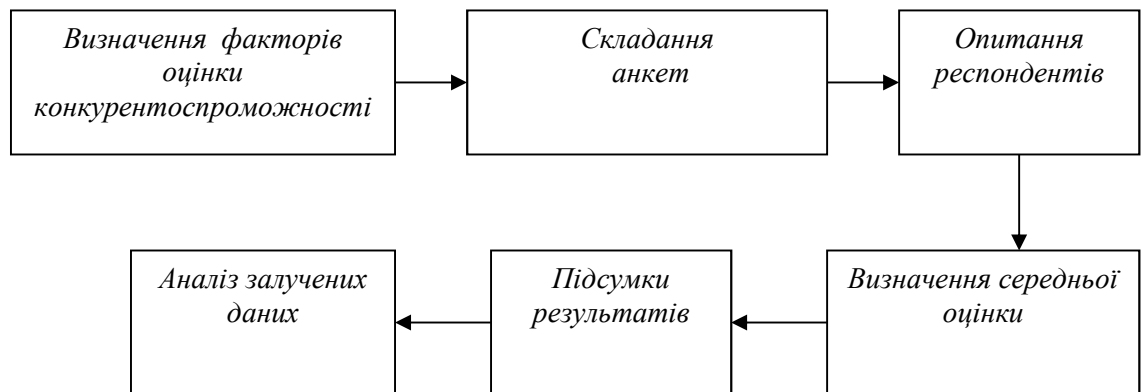 Визначення факторів
оцінки
конкурентоспроможності
Складання
анкет
Опитання
респондентів
Визначення середньої
оцінки
Підсумки
результатів
Аналіз залучених
даних